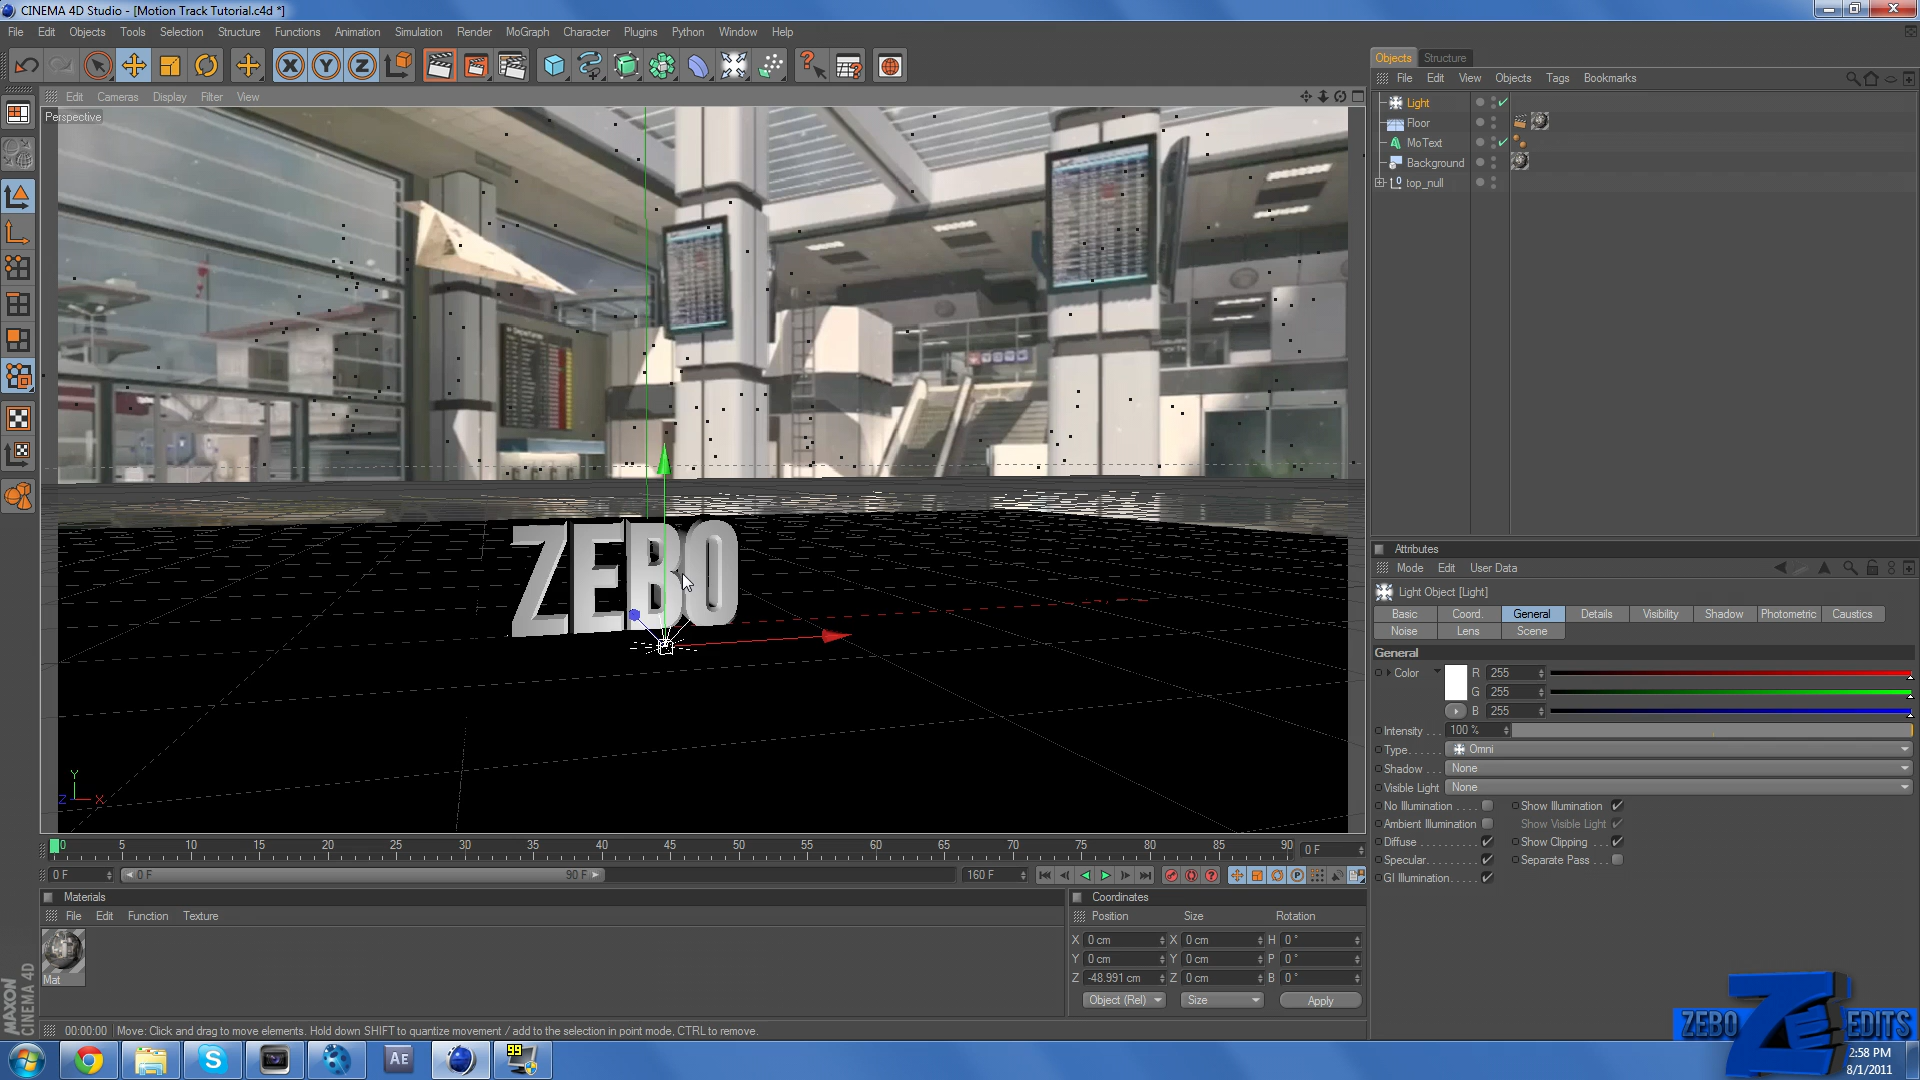 CINEMA 4D Studio - [Motion Track Tutorial.c4d *]
File Edit Objects Tools Selection Structure Functions Animation Simulation Render MoGraph Character Plugins Python Window Help
Edit Cameras Display Filter View
Perspective
ZEBO
Y
Z X
0 5 10 15 20 25 30 35 40 45 50 55 60 65 70 75 80 85 90 0 F
0 F 0 F 90 F 160 F
Materials
File Edit Function Texture
Mat
Coordinates
Position Size Rotation
X 0 cm X 0 cm H 0 °
Y 0 cm Y 0 cm P 0 °
Z -48.991 cm Z 0 cm B 0 °
Object (Rel) Size Apply
00:00:00 Move: Click and drag to move elements. Hold down SHIFT to quantize movement / add to the selection in point mode, CTRL to remove.
MAXON
CINEMA 4D
Objects Structure
File Edit View Objects Tags Bookmarks
Light
Floor
MoText
Background
top_null
Attributes
Mode Edit User Data
Light Object [Light]
Basic Coord. General Details Visibility Shadow Photometric Caustics
Noise Lens Scene
General
Color R 255
G 255
B 255
Intensity . . . 100 %
Type. . . . . . Omni
Shadow . . . None
Visible Light None
No Illumination . . . . Show Illumination
Ambient Illumination Show Visible Light
Diffuse . . . . . . . . . Show Clipping
Specular. . . . . . . . Separate Pass . . .
GI Illumination. . . . .
ZEBO EDITS
Ae
99
2:58 PM
8/1/2011